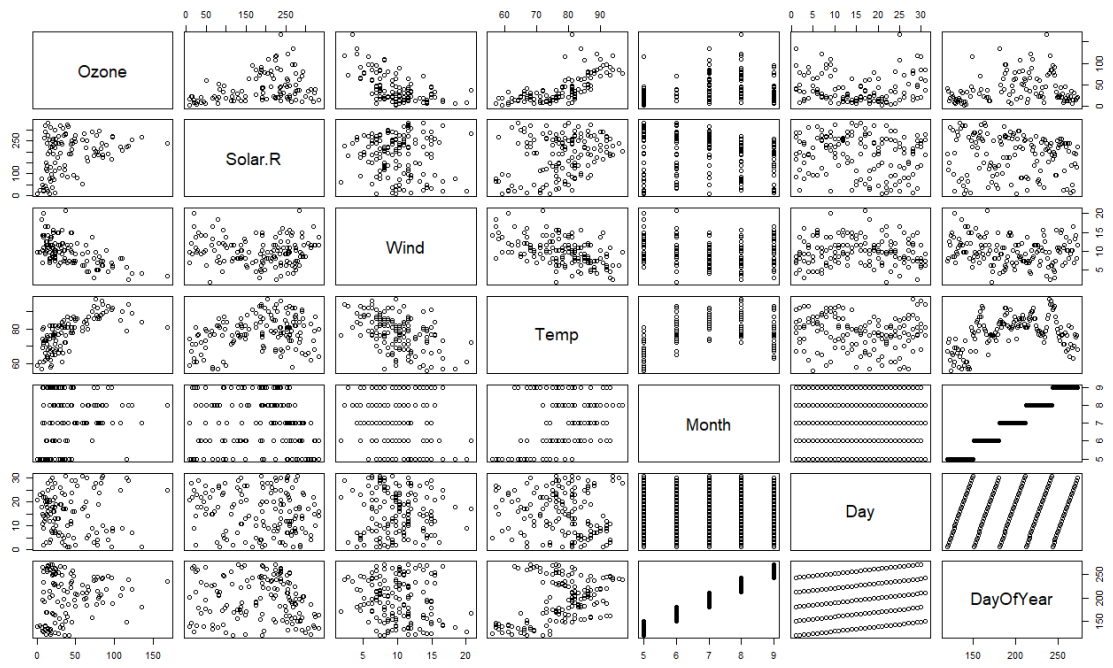 0 50 150 250
60 70 80 90
0 5 10 15 20 25 30
Ozone
0 50 100
0 100 250
Solar.R
Wind
5 10 15 20
60 80
Temp
Month
5 6 7 8 9
0 10 20 30
Day
DayOfYear
150 200 250
0 50 100 150
5 10 15 20
5 6 7 8 9
150 200 250